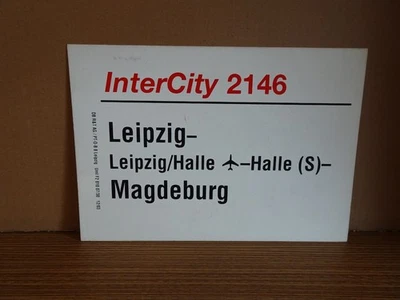 InterCity 2146
Leipzig–
Leipzig/Halle ✈–Halle (S)–
Magdeburg